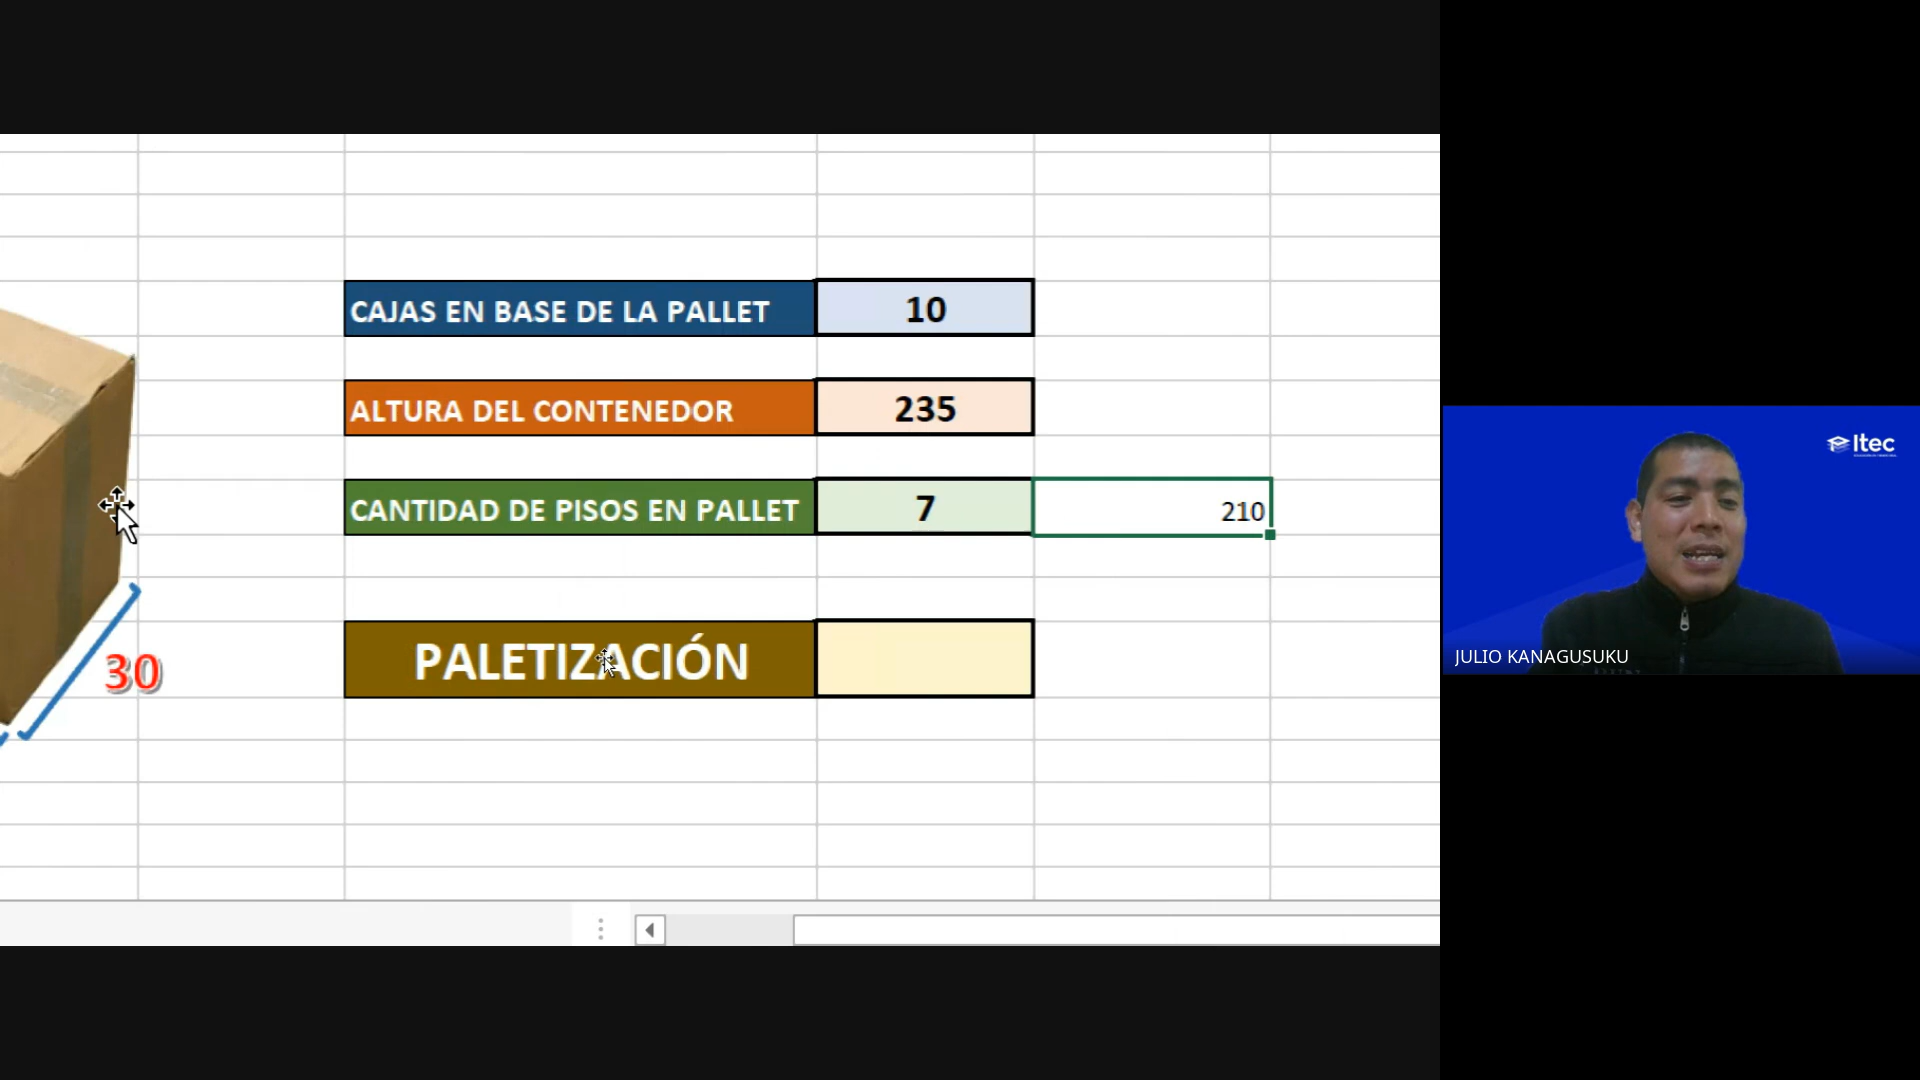 CAJAS EN BASE DE LA PALLET 10
ALTURA DEL CONTENEDOR 235
CANTIDAD DE PISOS EN PALLET 7 210
PALETIZACIÓN
30
Itec
JULIO KANAGUSUKU